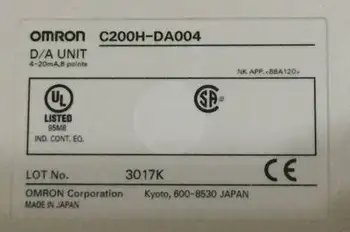 OMRON C200H-DA004
D/A UNIT
4-20mA,8 points
NK APP.<88A120>
UL
LISTED
95M8
IND. CONT. EQ.
SA
LOT No. 3017K
CE
OMRON Corporation Kyoto, 600-8530 JAPAN
MADE IN JAPAN